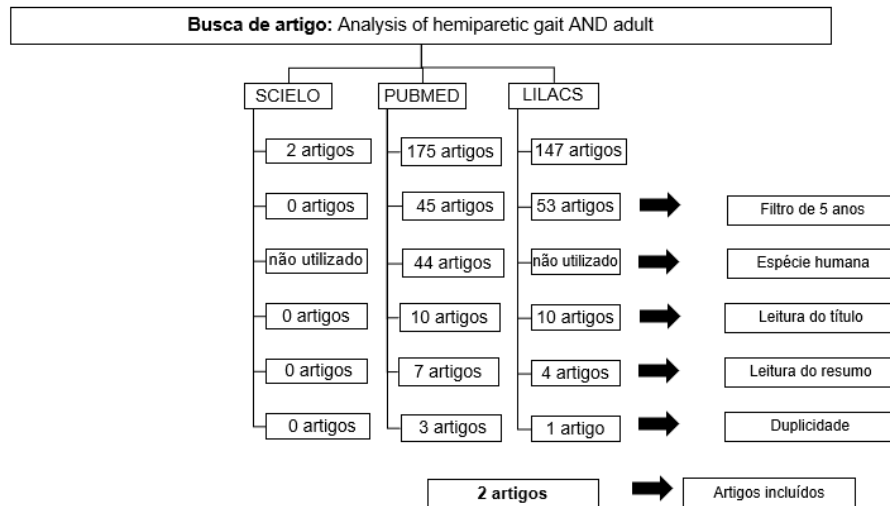 Busca de artigo: Analysis of hemiparetic gait AND adult
SCIELO PUBMED LILACS
2 artigos 175 artigos 147 artigos
0 artigos 45 artigos 53 artigos Filtro de 5 anos
não utilizado 44 artigos não utilizado Espécie humana
0 artigos 10 artigos 10 artigos Leitura do título
0 artigos 7 artigos 4 artigos Leitura do resumo
0 artigos 3 artigos 1 artigo Duplicidade
2 artigos Artigos incluídos